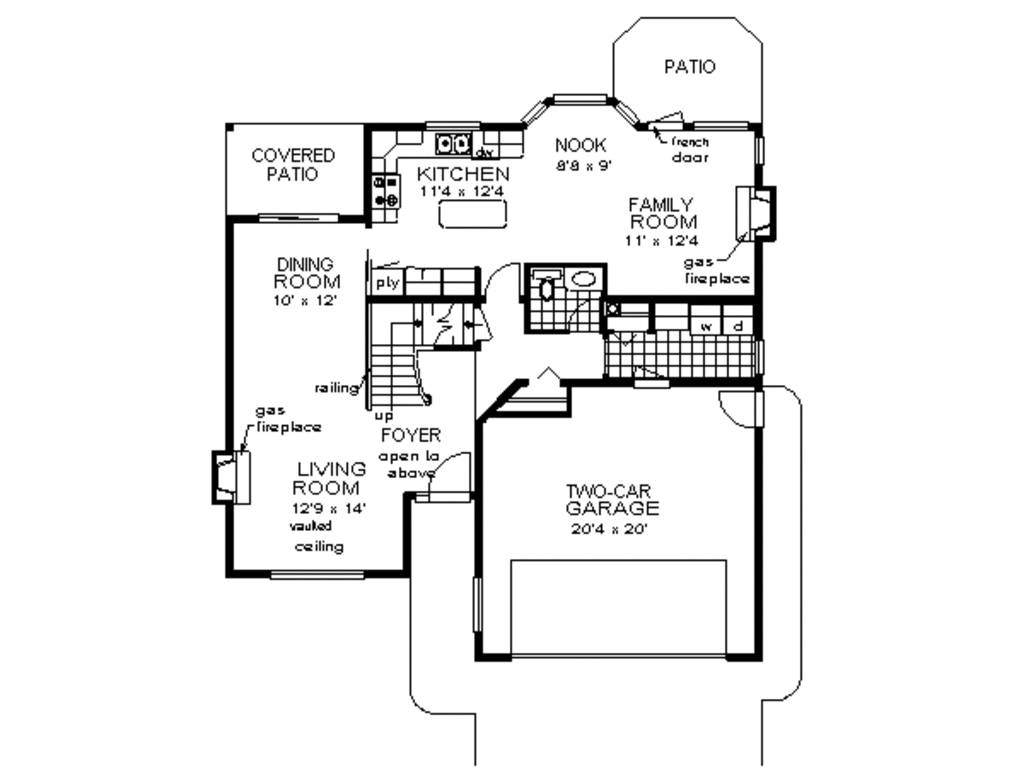 PATIO
french
door
COVERED
PATIO
dw
NOOK
8'8 x 9'
KITCHEN
11'4 x 12'4
FAMILY
ROOM
11' x 12'4
gas
fireplace
DINING
ROOM
10' x 12'
pty
w
d
railing
up
gas
fireplace
FOYER
open to
above
LIVING
ROOM
12'9 x 14'
vaulted
ceiling
TWO-CAR
GARAGE
20'4 x 20'